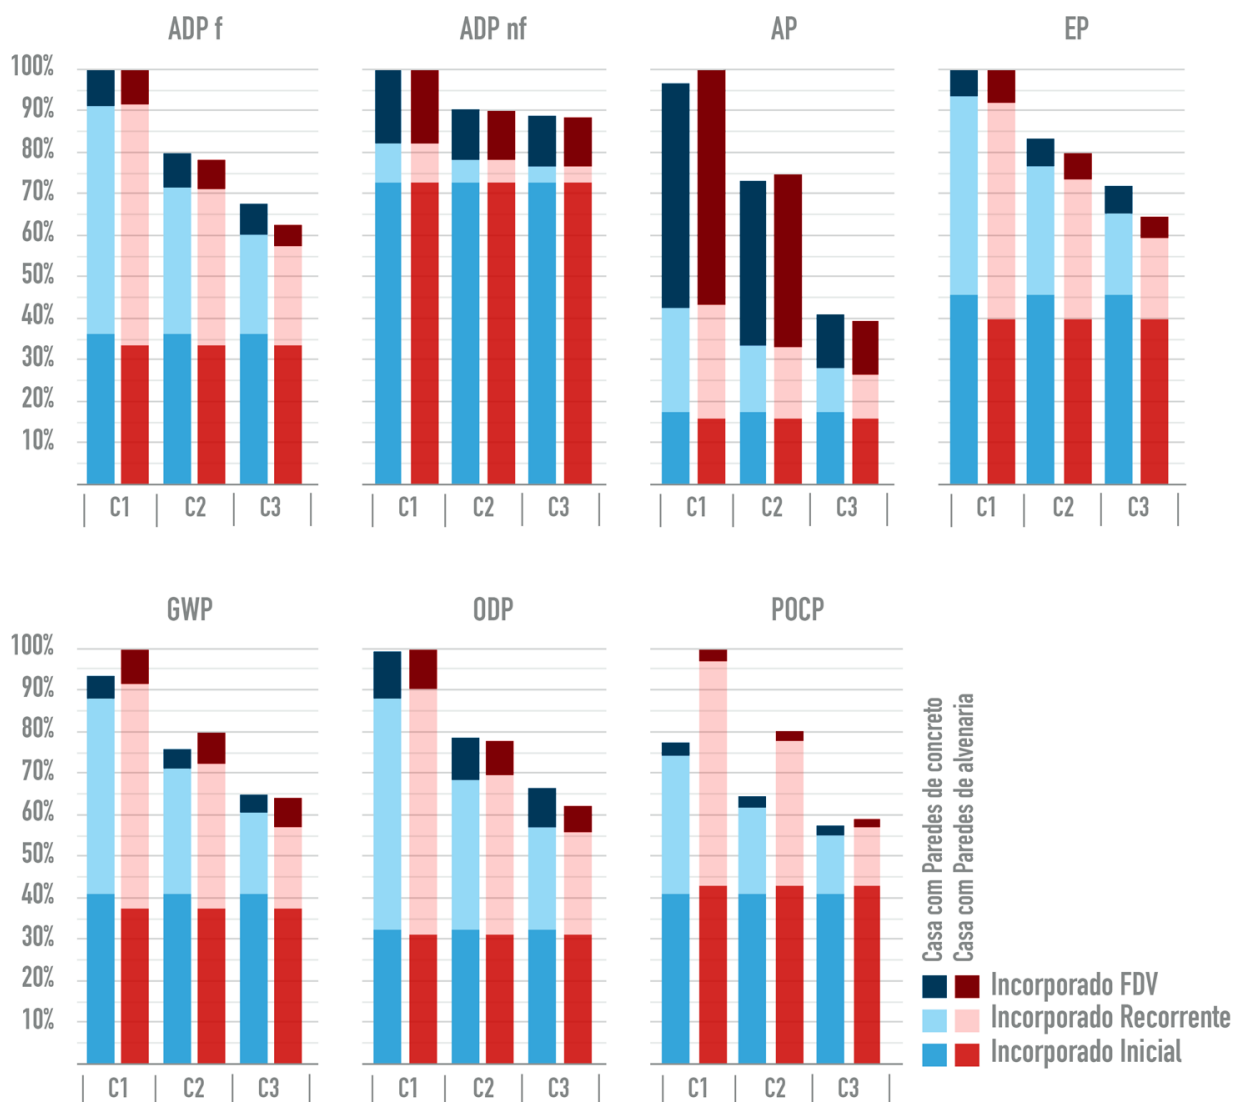 ADP f ADP nf AP EP
100%
90%
80%
70%
60%
50%
40%
30%
20%
10%
C1 C2 C3 C1 C2 C3 C1 C2 C3 C1 C2 C3
GWP ODP POCP
100%
90%
80%
70%
60%
50%
40%
30%
20%
10%
C1 C2 C3 C1 C2 C3 C1 C2 C3
Casa com Paredes de concreto
Casa com Paredes de alvenaria
Incorporado FDV
Incorporado Recorrente
Incorporado Inicial